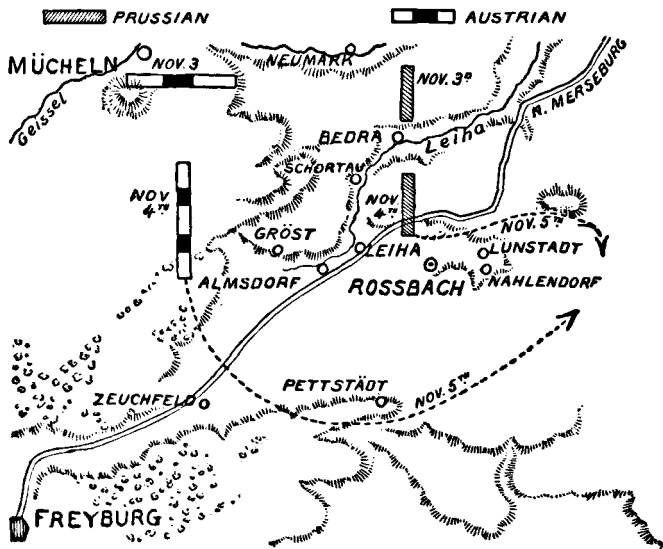 PRUSSIAN
AUSTRIAN
MÜCHELN
NOV. 3
NEUMARK
NOV. 3D
R. MERSEBURG
Geissel
BEDRA
Leiha
SCHORTAU
NOV
4TH
NOV.
4TH
GRÖST
LEIHA
NOV. 5TH
LUNSTADT
ALMSDORF
ROSSBACH
NAHLENDORF
PETTSTÄDT
NOV. 5TH
ZEUCHFELD
FREYBURG